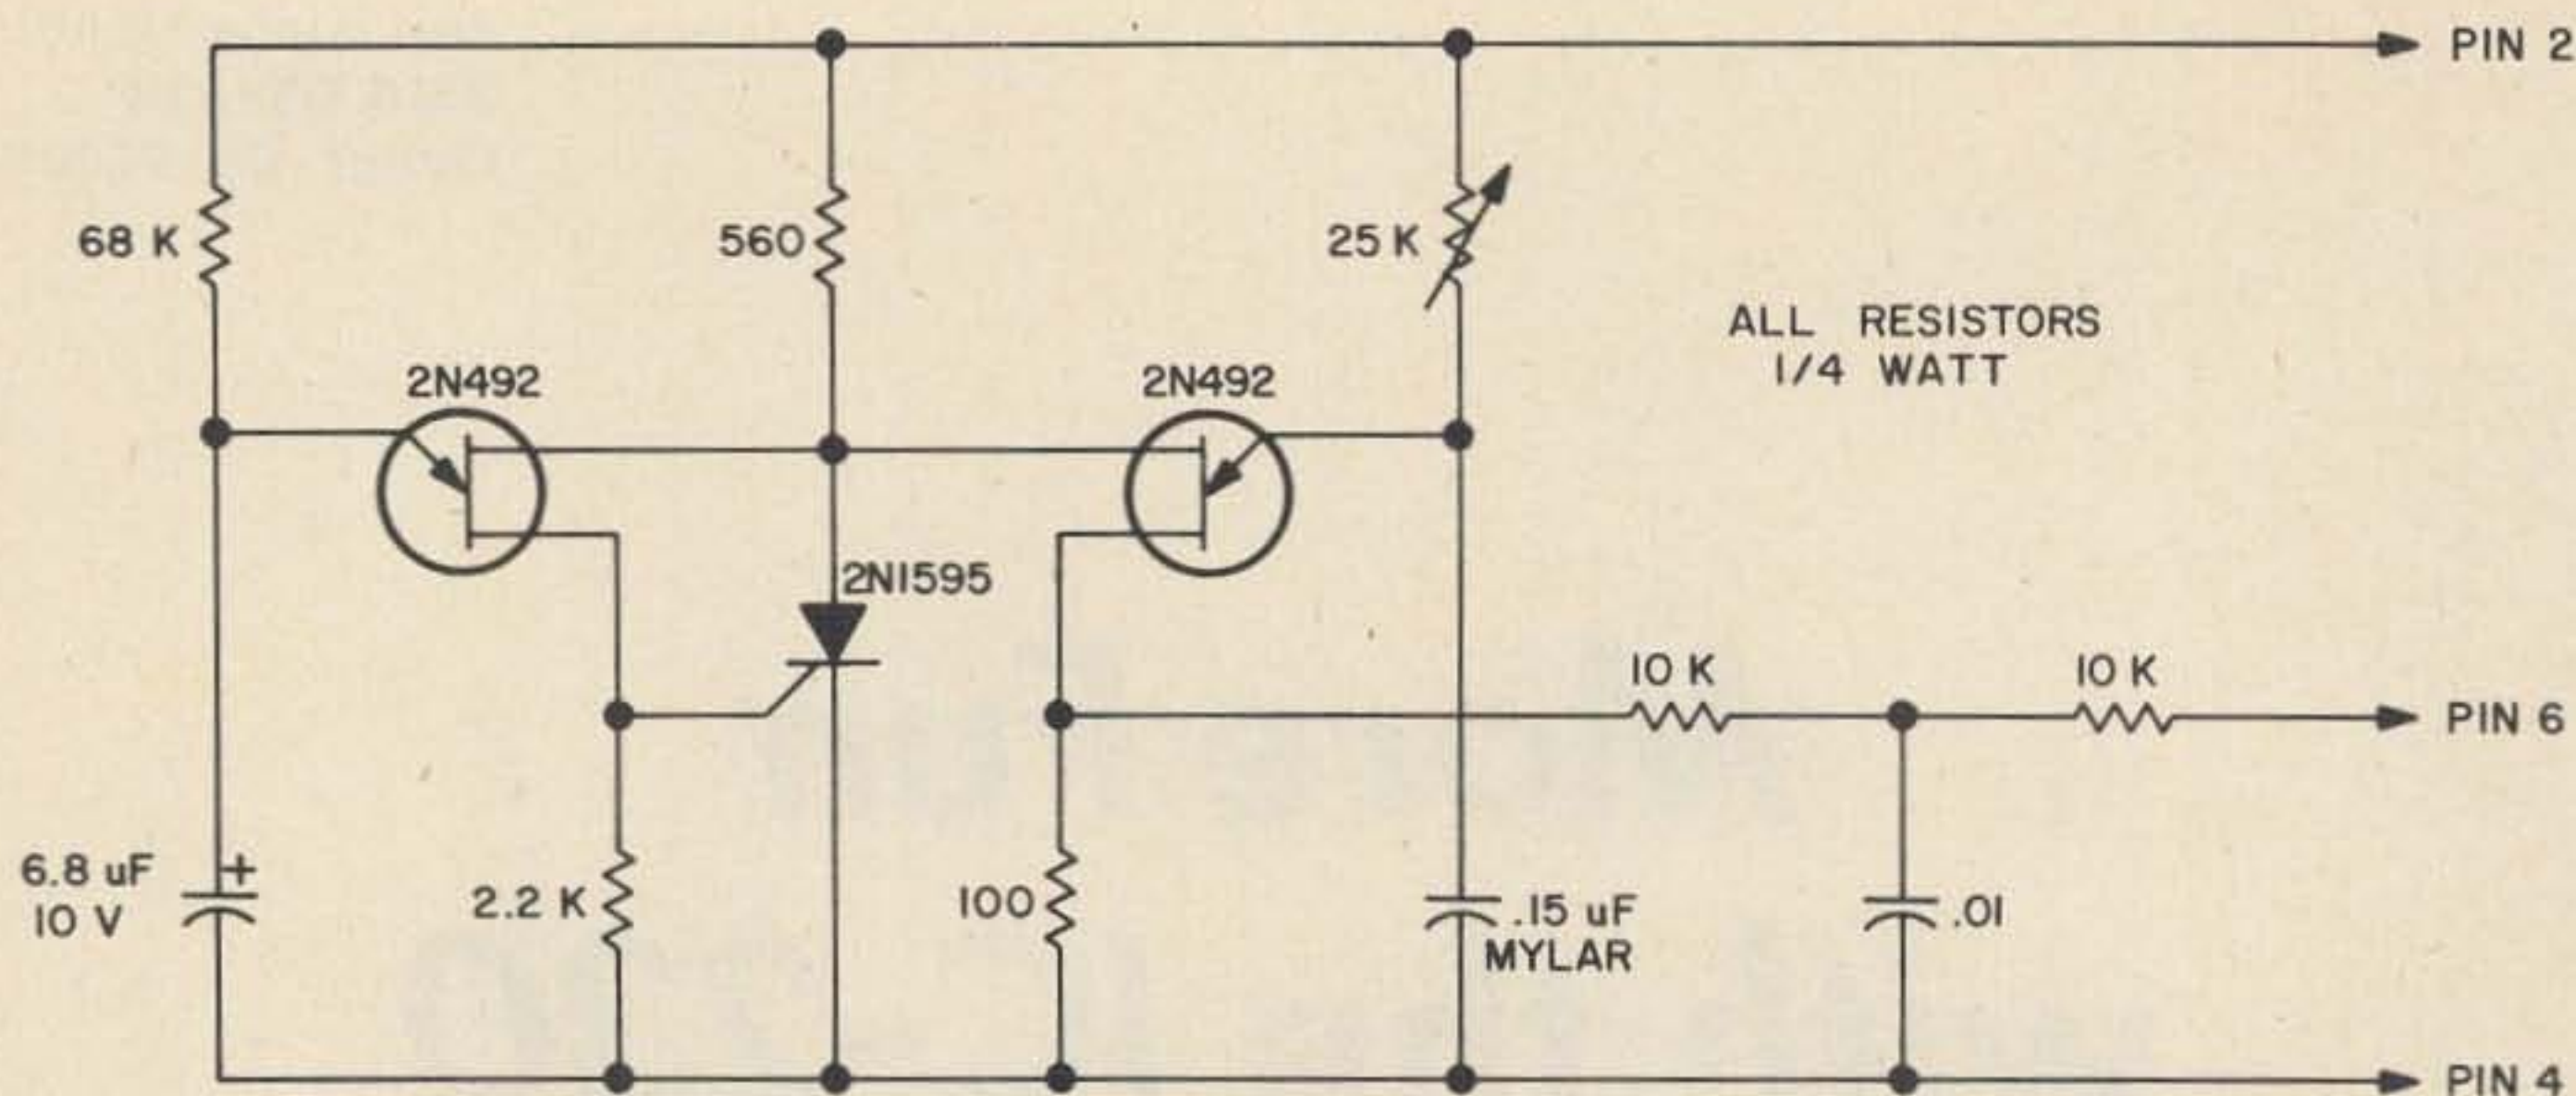 PIN 2
68 K
560
25 K
ALL RESISTORS
1/4 WATT
2N492
2N492
2N1595
10 K
10 K
PIN 6
6.8 uF
10 V
+
2.2 K
100
.15 uF
MYLAR
.01
PIN 4